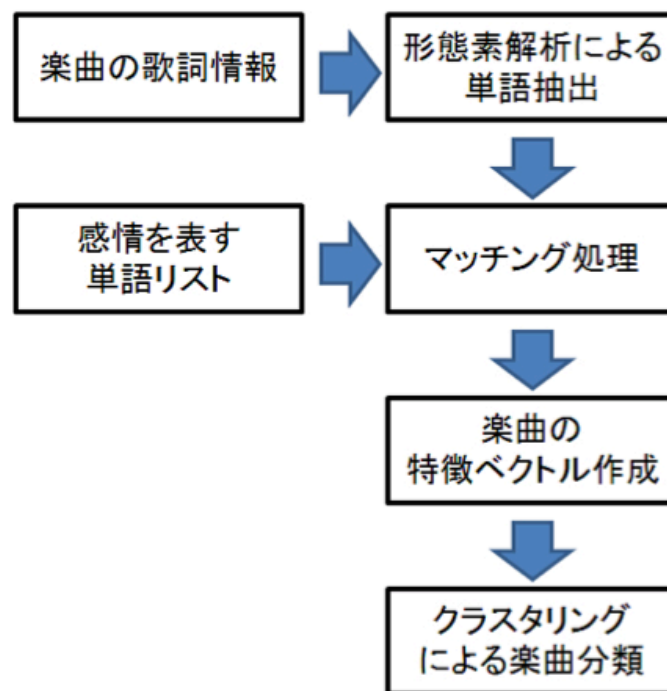 楽曲の歌詞情報
形態素解析による
単語抽出
感情を表す
単語リスト
マッチング処理
楽曲の
特徴ベクトル作成
クラスタリング
による楽曲分類